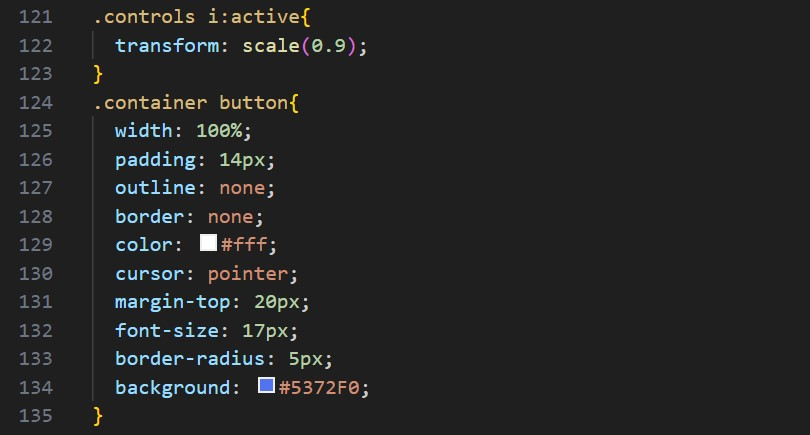 121 .controls i:active{
122 transform: scale(0.9);
123 }
124 .container button{
125 width: 100%;
126 padding: 14px;
127 outline: none;
128 border: none;
129 color: #fff;
130 cursor: pointer;
131 margin-top: 20px;
132 font-size: 17px;
133 border-radius: 5px;
134 background: #5372F0;
135 }